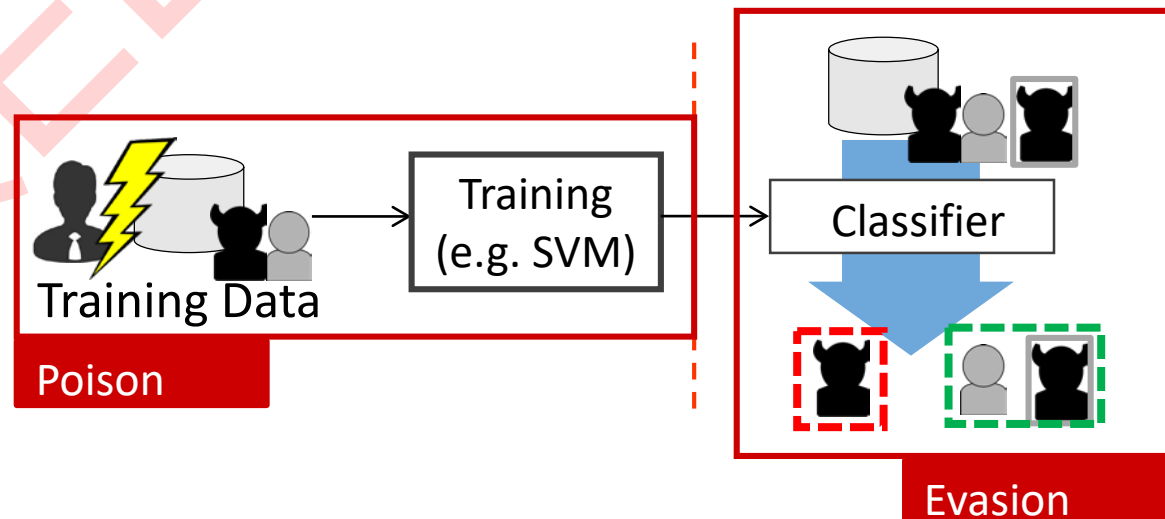 Training Data
Poison
Training
(e.g. SVM)
Classifier
Evasion